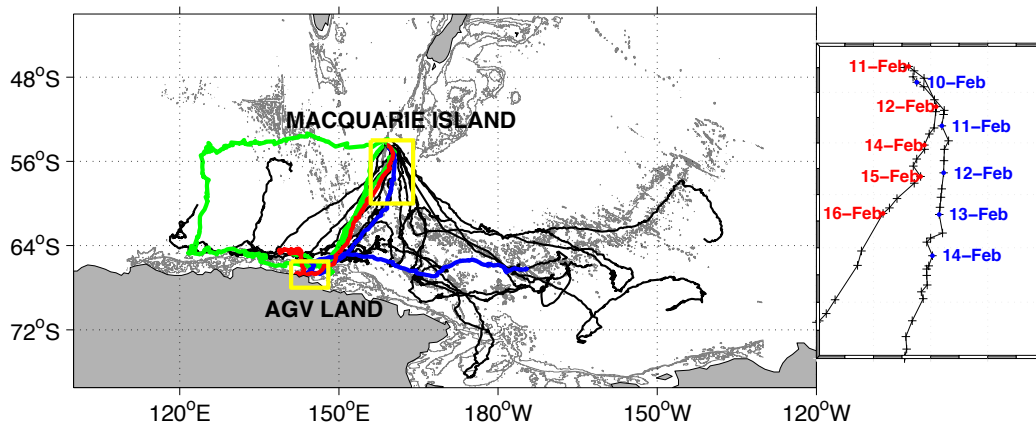 48°S
56°S
64°S
72°S
120°E
150°E
180°W
150°W
120°W
MACQUARIE ISLAND
AGV LAND
11-Feb
10-Feb
12-Feb
11-Feb
14-Feb
15-Feb
12-Feb
16-Feb
13-Feb
14-Feb